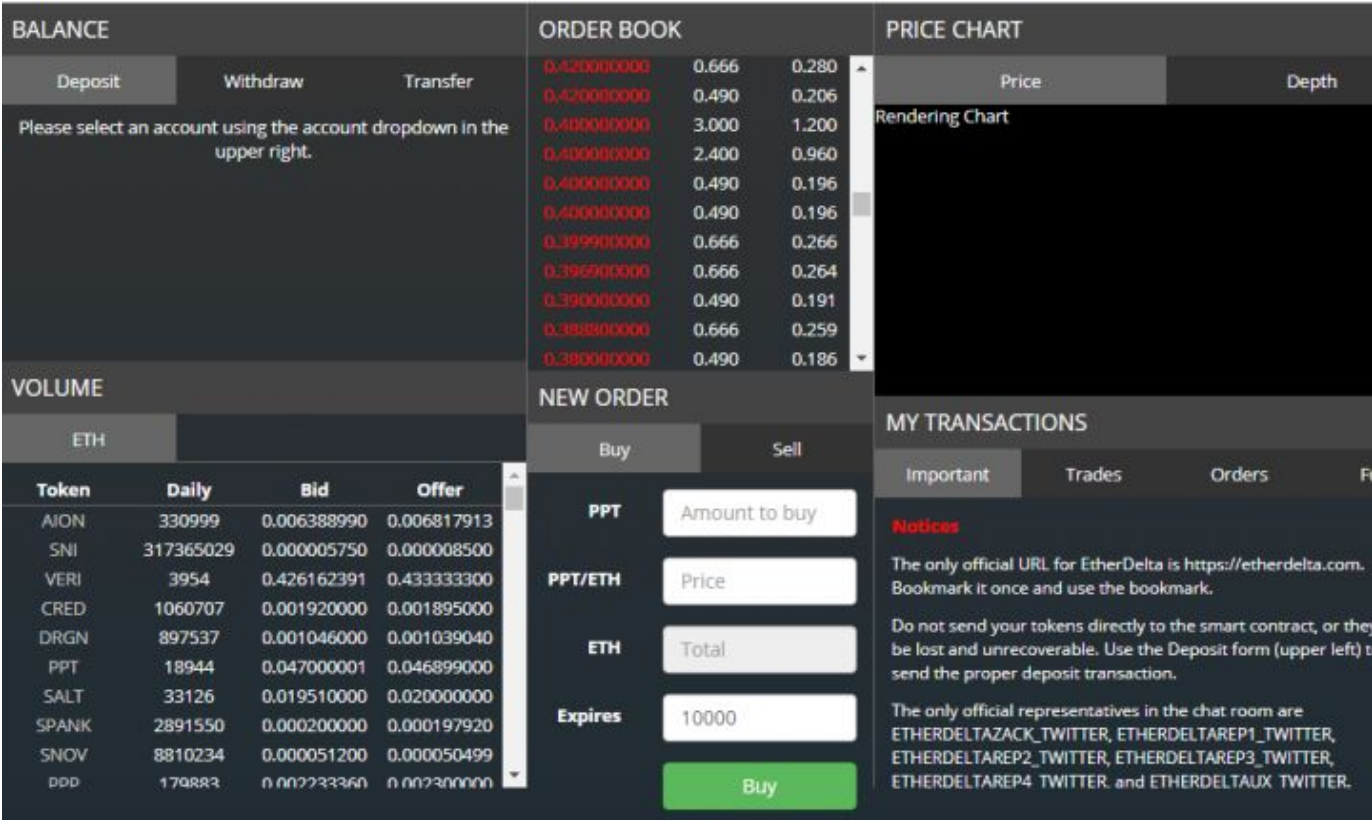 BALANCE
Deposit Withdraw Transfer
Please select an account using the account dropdown in the
upper right.
VOLUME
ETH
Token Daily Bid Offer
AION 330999 0.006388990 0.006817913
SNI 317365029 0.000005750 0.000008500
VERI 3954 0.426162391 0.433333300
CRED 1060707 0.001920000 0.001895000
DRGN 897537 0.001046000 0.001039040
PPT 18944 0.047000001 0.046899000
SALT 33126 0.019510000 0.020000000
SPANK 2891550 0.000200000 0.000197920
SNOV 8810234 0.000051200 0.000050499
PPP 179883 0.002233360 0.002300000
ORDER BOOK
0.420000000 0.666 0.280
0.420000000 0.490 0.206
0.400000000 3.000 1.200
0.400000000 2.400 0.960
0.400000000 0.490 0.196
0.400000000 0.490 0.196
0.399900000 0.666 0.266
0.396900000 0.666 0.264
0.390000000 0.490 0.191
0.388800000 0.666 0.259
0.380000000 0.490 0.186
NEW ORDER
Buy Sell
PPT Amount to buy
PPT/ETH Price
ETH Total
Expires 10000
Buy
PRICE CHART
Price Depth
Rendering Chart
MY TRANSACTIONS
Important Trades Orders
Notices
The only official URL for EtherDelta is https://etherdelta.com.
Bookmark it once and use the bookmark.
Do not send your tokens directly to the smart contract, or they
be lost and unrecoverable. Use the Deposit form (upper left)
send the proper deposit transaction.
The only official representatives in the chat room are
ETHERDELTAZACK_TWITTER, ETHERDELTAREP1_TWITTER,
ETHERDELTAREP2_TWITTER, ETHERDELTAREP3_TWITTER,
ETHERDELTAREP4_TWITTER, and ETHERDELTAUX_TWITTER.